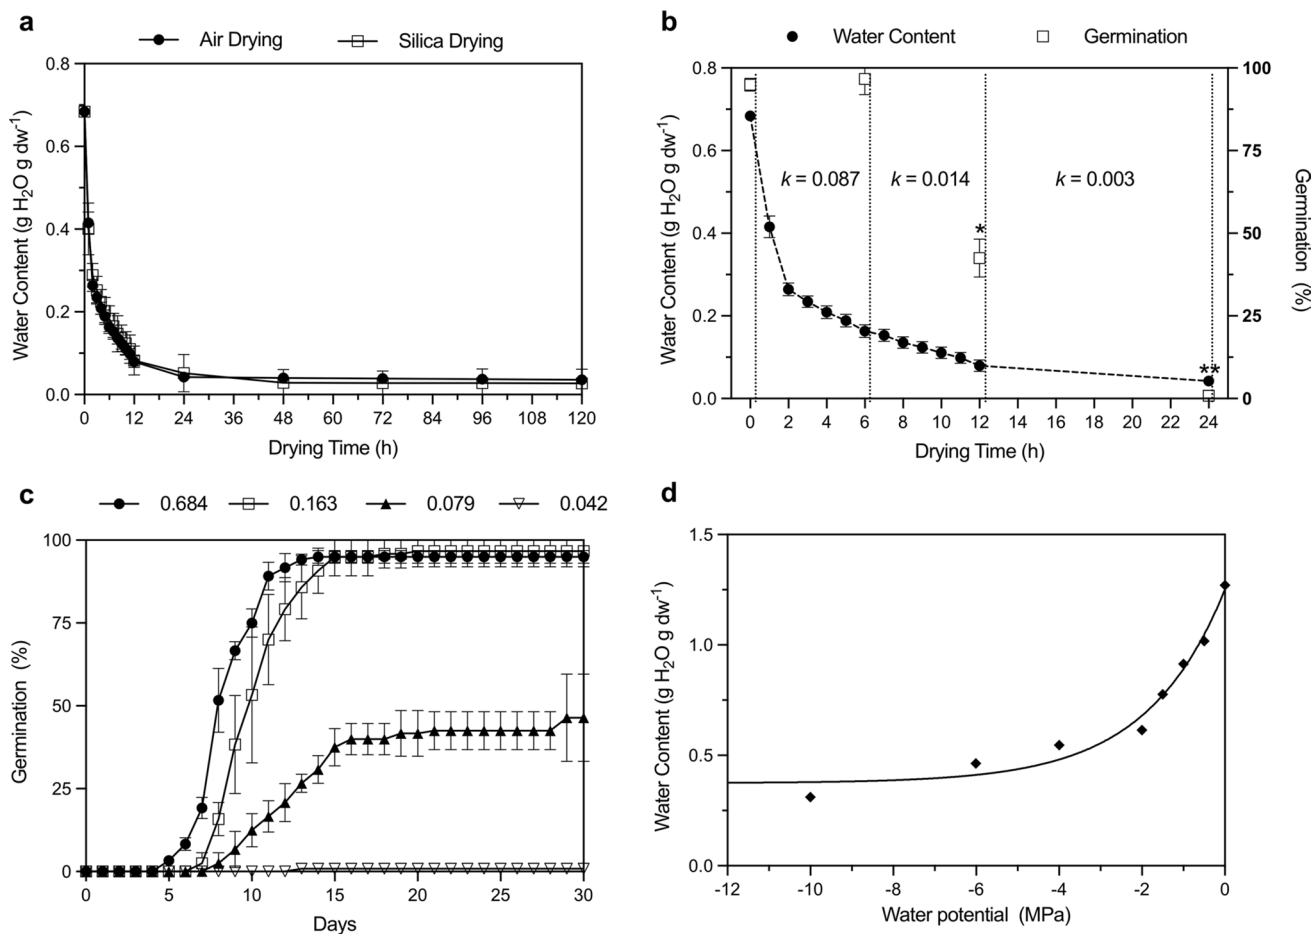 a
Air Drying Silica Drying
Water Content (g H₂O g dw⁻¹)
0.8
0.6
0.4
0.2
0.0
0 12 24 36 48 60 72 84 96 108 120
Drying Time (h)
b
Water Content Germination
Water Content (g H₂O g dw⁻¹)
0.8
0.6
0.4
0.2
0.0
k = 0.087 k = 0.014 k = 0.003
*
**
100
75
50
25
0
Germination (%)
0 2 4 6 8 10 12 14 16 18 20 22 24
Drying Time (h)
c
0.684 0.163 0.079 0.042
Germination (%)
100
75
50
25
0
0 5 10 15 20 25 30
Days
d
Water Content (g H₂O g dw⁻¹)
1.5
1.0
0.5
0.0
-12 -10 -8 -6 -4 -2 0
Water potential (MPa)